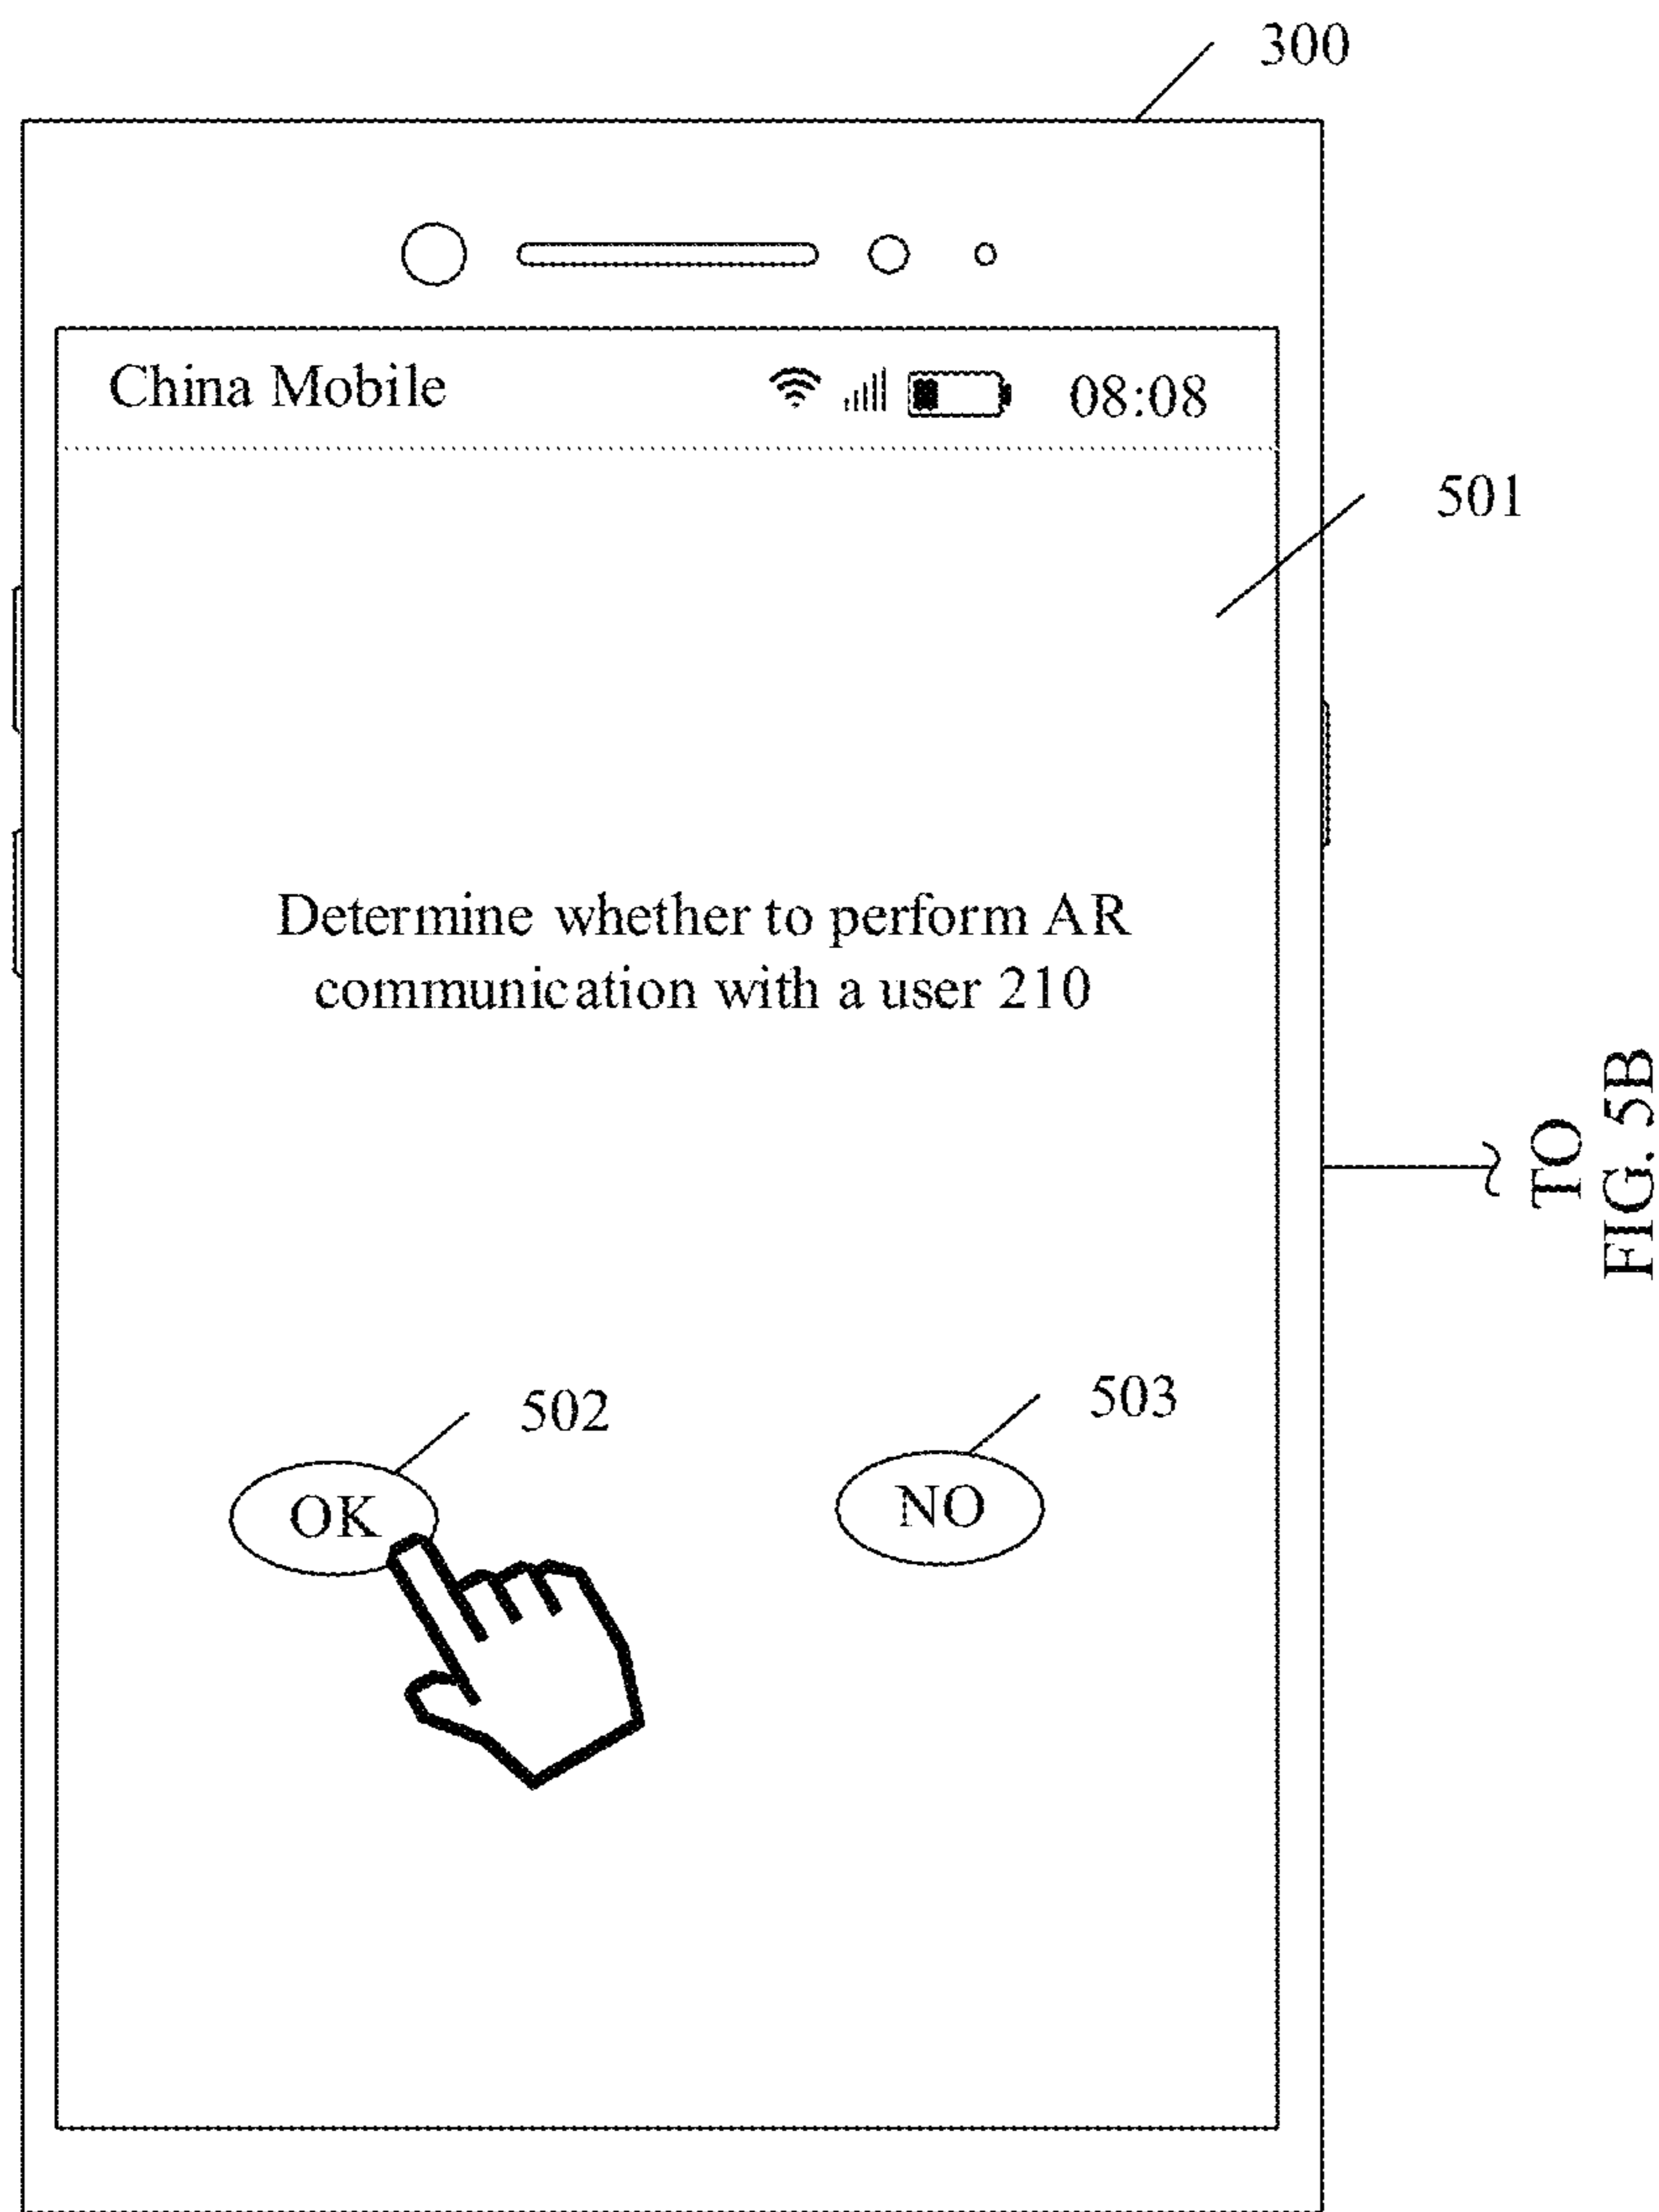 300
China Mobile 08:08
501
Determine whether to perform AR
communication with a user 210
TO
FIG. 5B
502
503
OK
NO